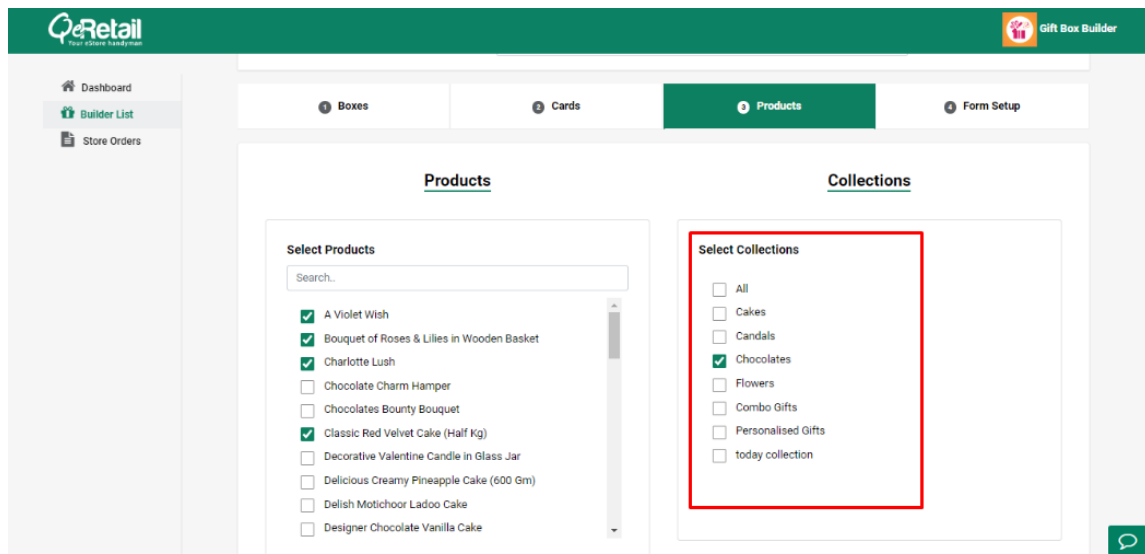 QeRetail
Your eStore handyman
Gift Box Builder
Dashboard
Builder List
Store Orders
1 Boxes
2 Cards
3 Products
4 Form Setup
Products
Select Products
Search..
A Violet Wish
Bouquet of Roses & Lilies in Wooden Basket
Charlotte Lush
Chocolate Charm Hamper
Chocolates Bounty Bouquet
Classic Red Velvet Cake (Half Kg)
Decorative Valentine Candle in Glass Jar
Delicious Creamy Pineapple Cake (600 Gm)
Delish Motichoor Ladoo Cake
Designer Chocolate Vanilla Cake
Collections
Select Collections
All
Cakes
Candals
Chocolates
Flowers
Combo Gifts
Personalised Gifts
today collection